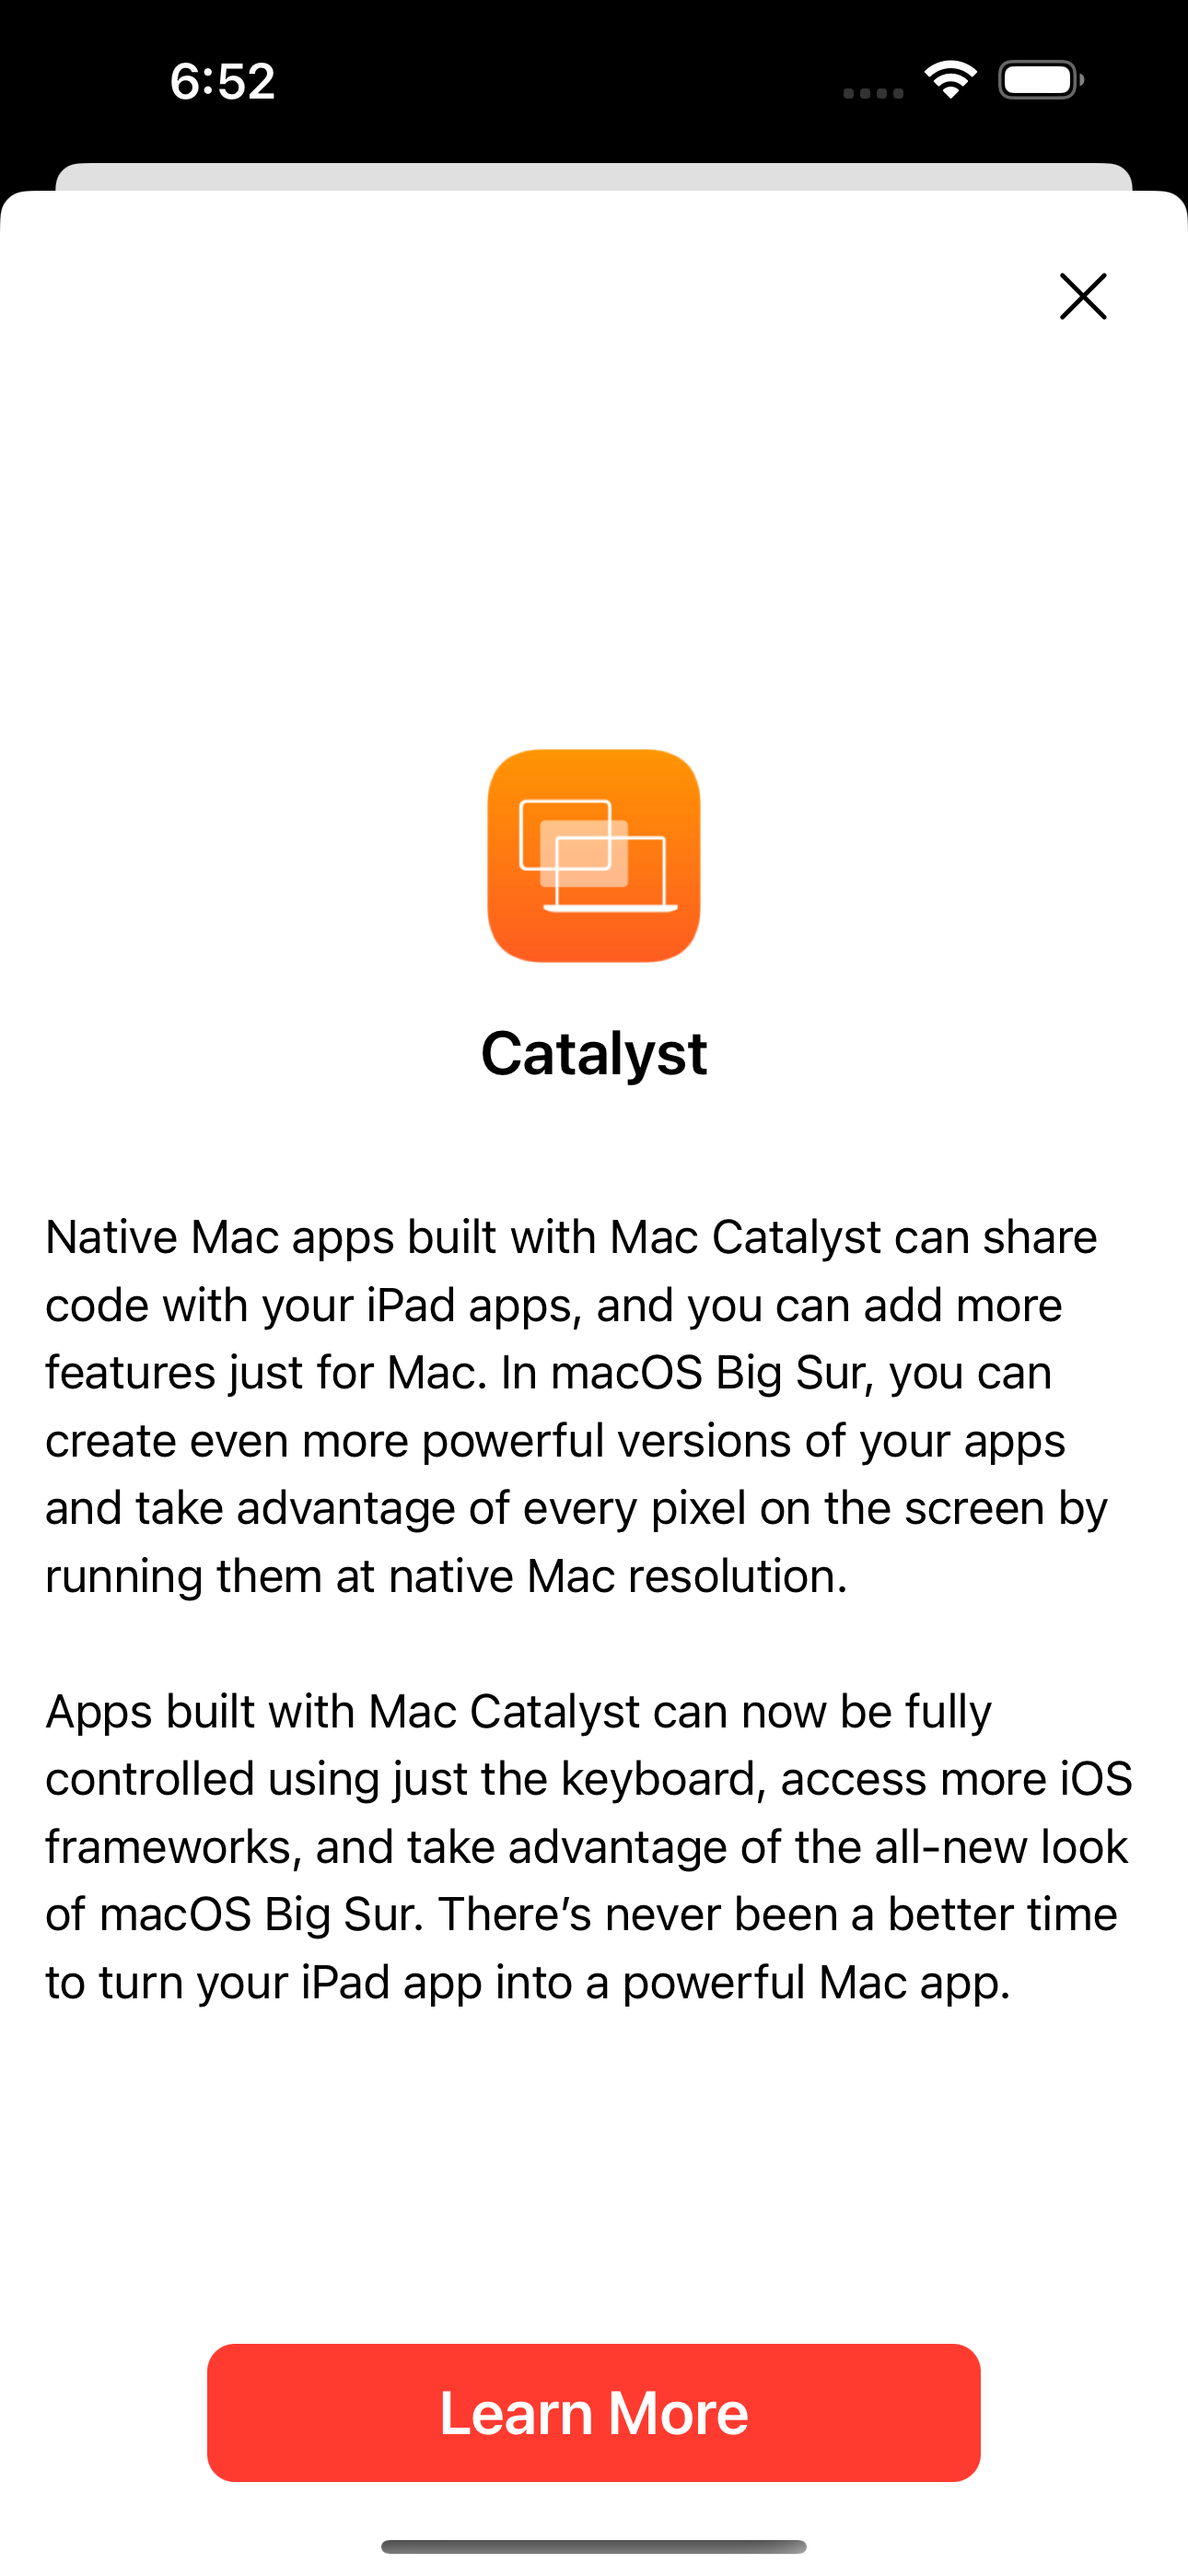 6:52
Catalyst
Native Mac apps built with Mac Catalyst can share
code with your iPad apps, and you can add more
features just for Mac. In macOS Big Sur, you can
create even more powerful versions of your apps
and take advantage of every pixel on the screen by
running them at native Mac resolution.
Apps built with Mac Catalyst can now be fully
controlled using just the keyboard, access more iOS
frameworks, and take advantage of the all-new look
of macOS Big Sur. There’s never been a better time
to turn your iPad app into a powerful Mac app.
Learn More